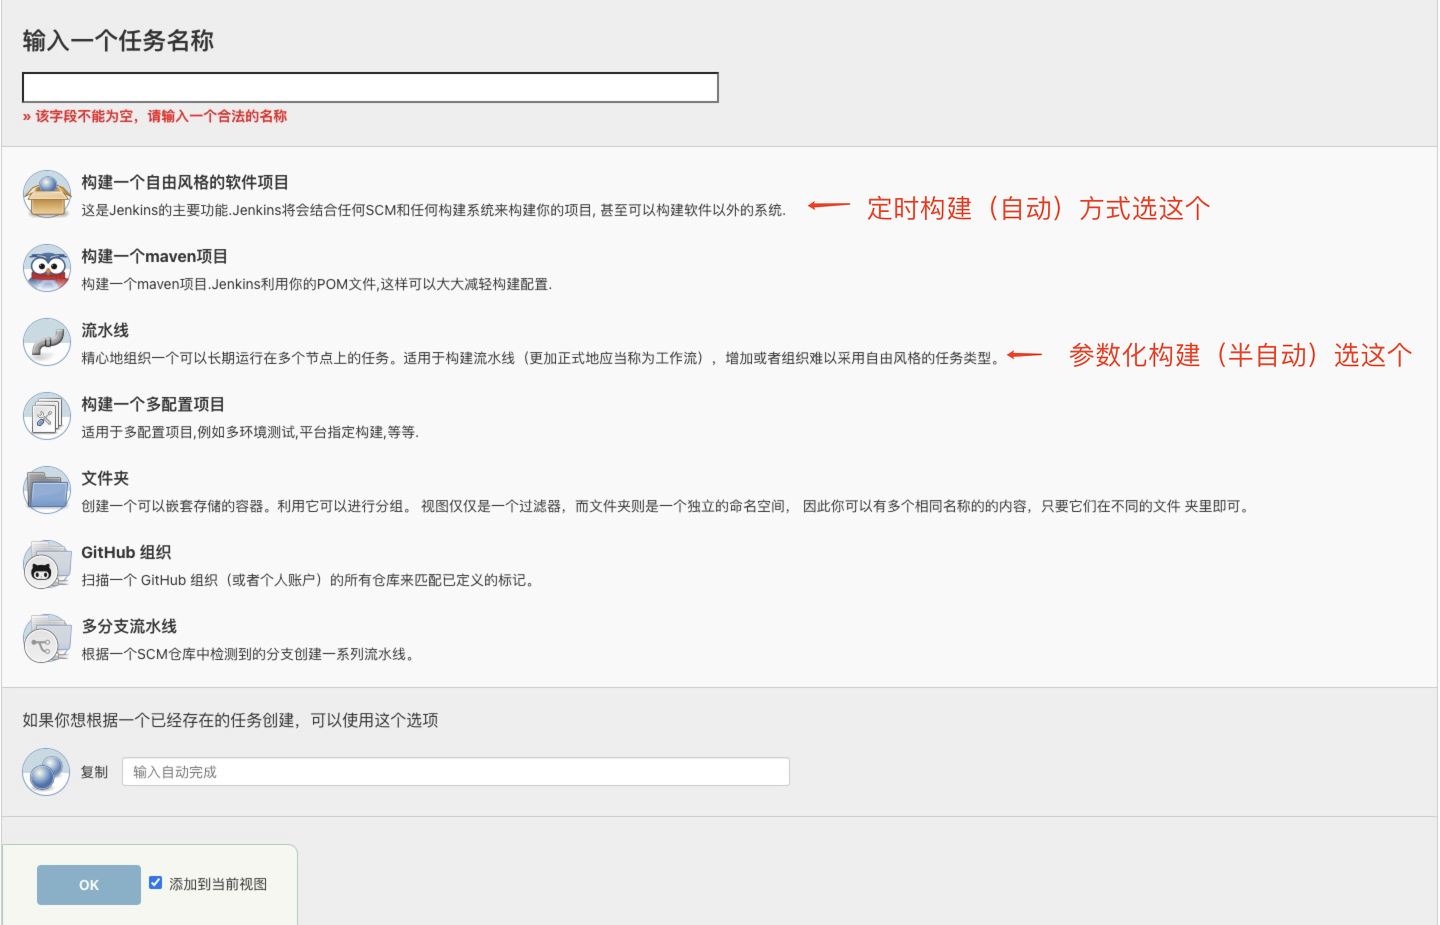 输入一个任务名称
» 该字段不能为空，请输入一个合法的名称
构建一个自由风格的软件项目
这是Jenkins的主要功能.Jenkins将会结合任何SCM和任何构建系统来构建你的项目, 甚至可以构建软件以外的系统.
定时构建（自动）方式选这个
构建一个maven项目
构建一个maven项目.Jenkins利用你的POM文件,这样可以大大减轻构建配置.
流水线
精心地组织一个可以长期运行在多个节点上的任务。适用于构建流水线（更加正式地应当称为工作流），增加或者组织难以采用自由风格的任务类型。
参数化构建（半自动）选这个
构建一个多配置项目
适用于多配置项目,例如多环境测试,平台指定构建,等等.
文件夹
创建一个可以嵌套存储的容器。利用它可以进行分组。 视图仅仅是一个过滤器，而文件夹则是一个独立的命名空间， 因此你可以有多个相同名称的的内容，只要它们在不同的文件 夹里即可。
GitHub 组织
扫描一个 GitHub 组织（或者个人账户）的所有仓库来匹配已定义的标记。
多分支流水线
根据一个SCM仓库中检测到的分支创建一系列流水线。
如果你想根据一个已经存在的任务创建，可以使用这个选项
复制 输入自动完成
OK 添加到当前视图